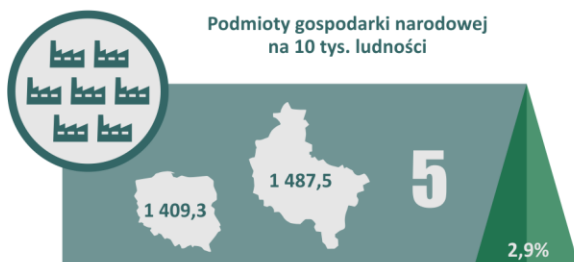 Podmioty gospodarki narodowej
na 10 tys. ludności
1 409,3
1 487,5
5
2,9%